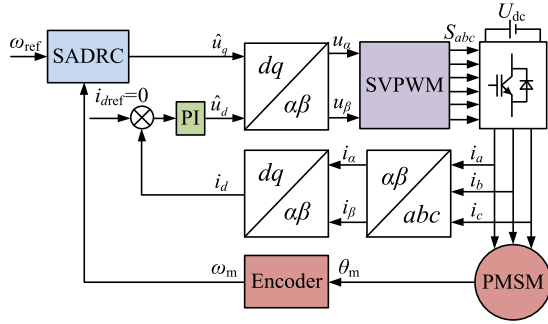 ω_ref
SADRC
û_q
dq
αβ
u_α
u_β
SVPWM
S_abc
U_dc
i_dref=0
PI
û_d
i_d
dq
αβ
i_α
i_β
αβ
abc
i_a
i_b
i_c
ω_m
Encoder
θ_m
PMSM